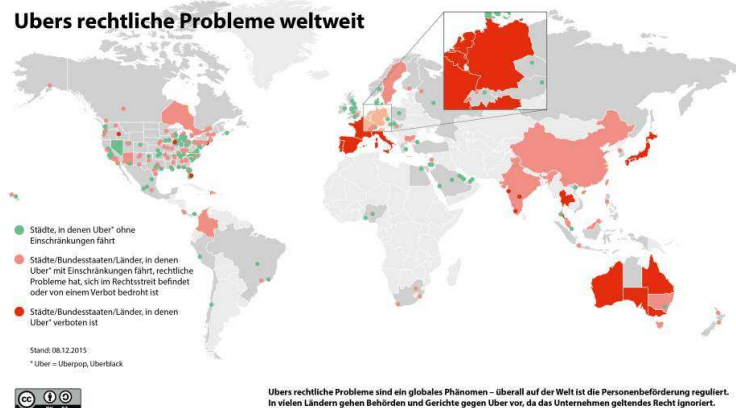 Ubers rechtliche Probleme weltweit
Städte, in denen Uber* ohne
Einschränkungen fährt
Städte/Bundesstaaten/Länder, in denen
Uber* mit Einschränkungen fährt, rechtliche
Probleme hat, sich im Rechtsstreit befindet
oder von einem Verbot bedroht ist
Städte/Bundesstaaten/Länder, in denen
Uber* verboten ist
Stand: 08.12.2015
* Uber = Uberpop, Uberblack
cc
Ubers rechtliche Probleme sind ein globales Phänomen – überall auf der Welt ist die Personenbeförderung reguliert.
In vielen Ländern gehen Behörden und Gerichte gegen Uber vor, da das Unternehmen geltendes Recht ignoriert.